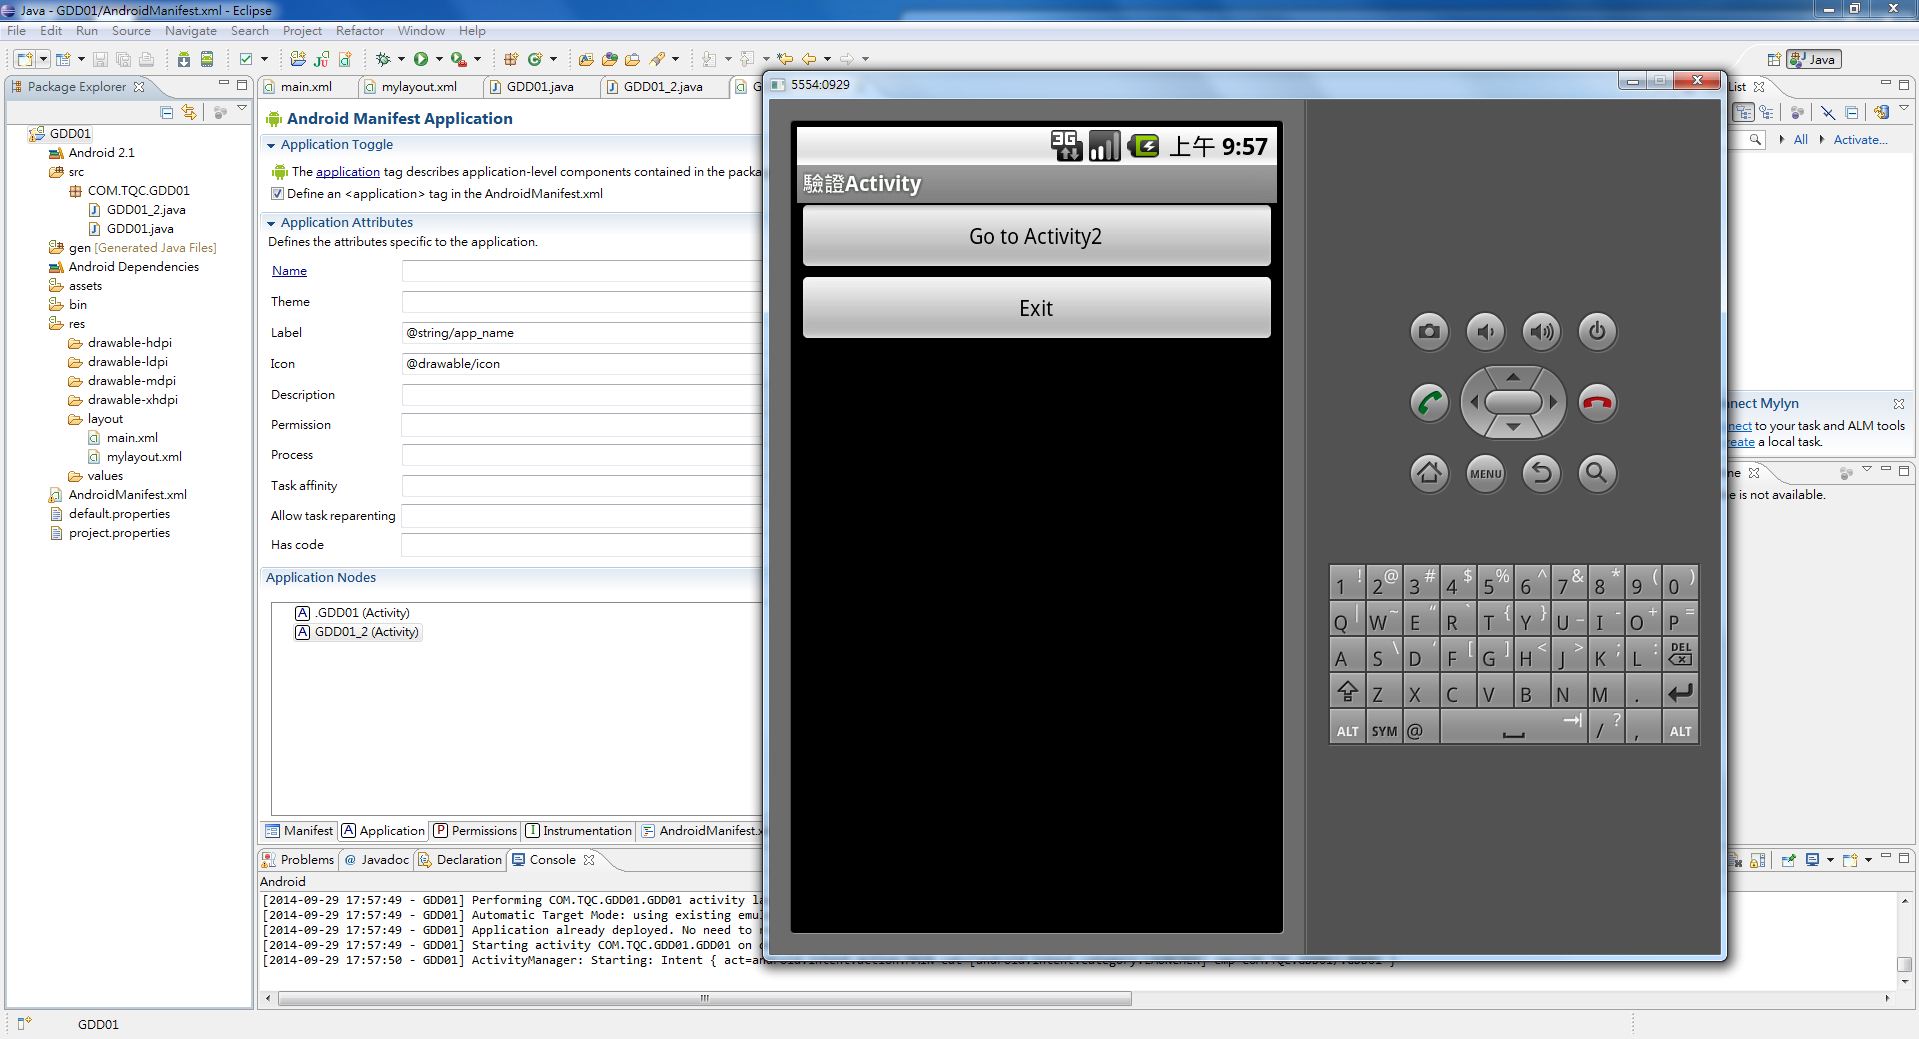 Java - GDD01/AndroidManifest.xml - Eclipse
File Edit Run Source Navigate Search Project Refactor Window Help
Java
Package Explorer
GDD01
Android 2.1
src
COM.TQC.GDD01
GDD01_2.java
GDD01.java
gen [Generated Java Files]
Android Dependencies
assets
bin
res
drawable-hdpi
drawable-ldpi
drawable-mdpi
drawable-xhdpi
layout
main.xml
mylayout.xml
values
AndroidManifest.xml
default.properties
project.properties
main.xml mylayout.xml GDD01.java GDD01_2.java G
Android Manifest Application
Application Toggle
The application tag describes application-level components contained in the packa
Define an <application> tag in the AndroidManifest.xml
Application Attributes
Defines the attributes specific to the application.
Name
Theme
Label @string/app_name
Icon @drawable/icon
Description
Permission
Process
Task affinity
Allow task reparenting
Has code
Application Nodes
A .GDD01 (Activity)
A GDD01_2 (Activity)
Manifest A Application P Permissions I Instrumentation AndroidManifest.x
Problems @ Javadoc Declaration Console
Android
[2014-09-29 17:57:49 - GDD01] Performing COM.TQC.GDD01.GDD01 activity la
[2014-09-29 17:57:49 - GDD01] Automatic Target Mode: using existing emu
[2014-09-29 17:57:49 - GDD01] Application already deployed. No need to
[2014-09-29 17:57:49 - GDD01] Starting activity COM.TQC.GDD01.GDD01 on
[2014-09-29 17:57:50 - GDD01] ActivityManager: Starting: Intent { act=
GDD01
5554:0929
3G 上午 9:57
驗證Activity
Go to Activity2
Exit
MENU
1 ! 2 @ 3 # 4 $ 5 % 6 ^ 7 & 8 * 9 ( 0 )
Q | W ~ E “ R ` T { Y } U _ I - O + P =
A S \ D ' F [ G ] H < J > K ; L : DEL
Z X C V B N M .
ALT SYM @ / ? , ALT
List
All Activate...
nnect Mylyn
nnect to your task and ALM tools
eate a local task.
ne
e is not available.